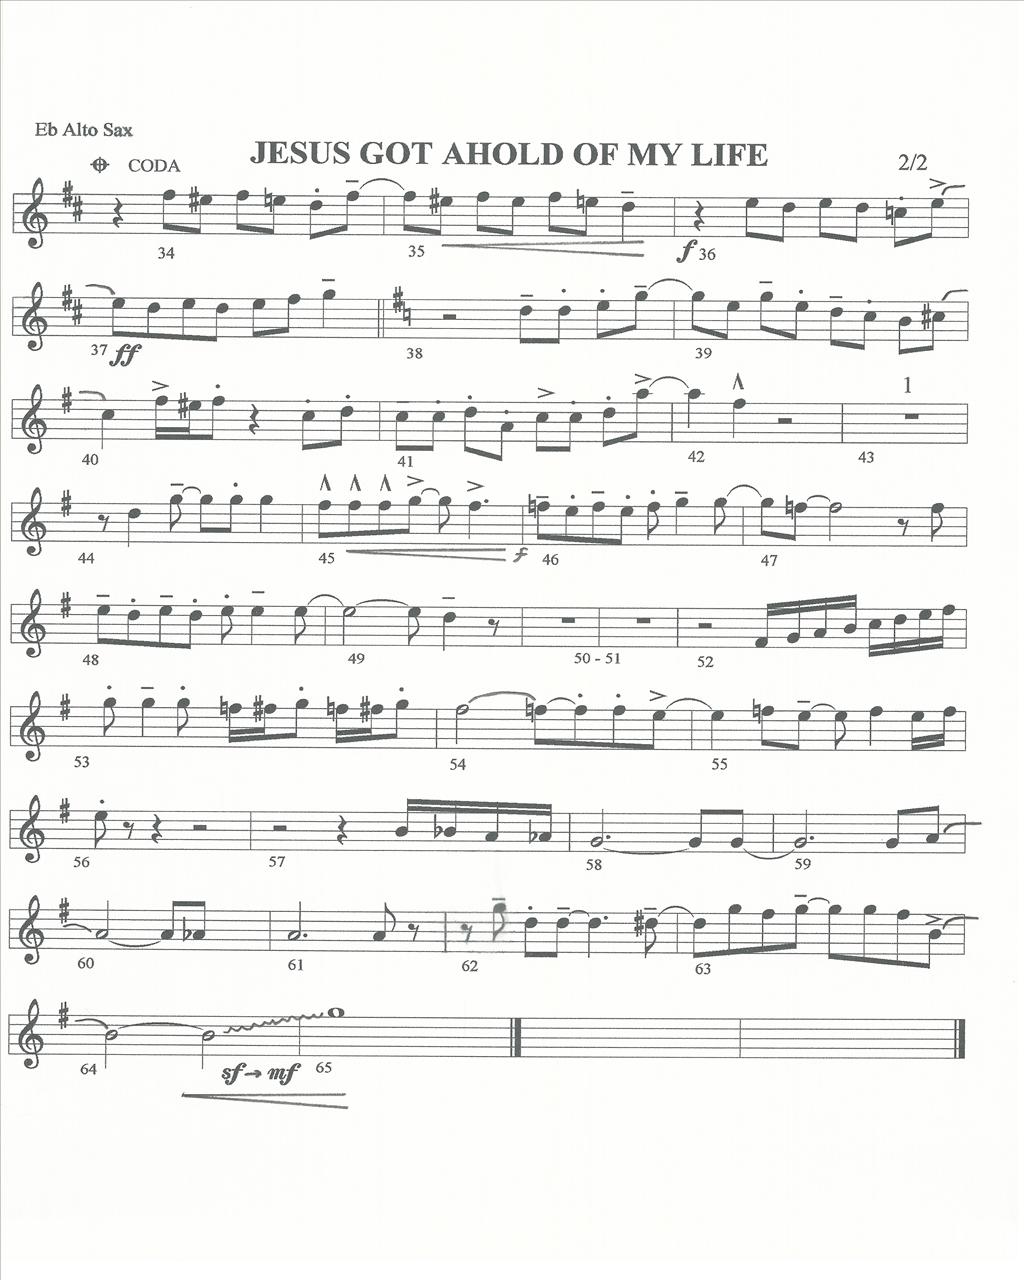 Eb Alto Sax
JESUS GOT AHOLD OF MY LIFE
CODA 2/2
34 35 f 36
37 ff 38 39
1
40 41 42 43
44 45 f 46 47
48 49 50 - 51 52
53 54 55
56 57 58 59
60 61 62 63
64 sf → mf 65